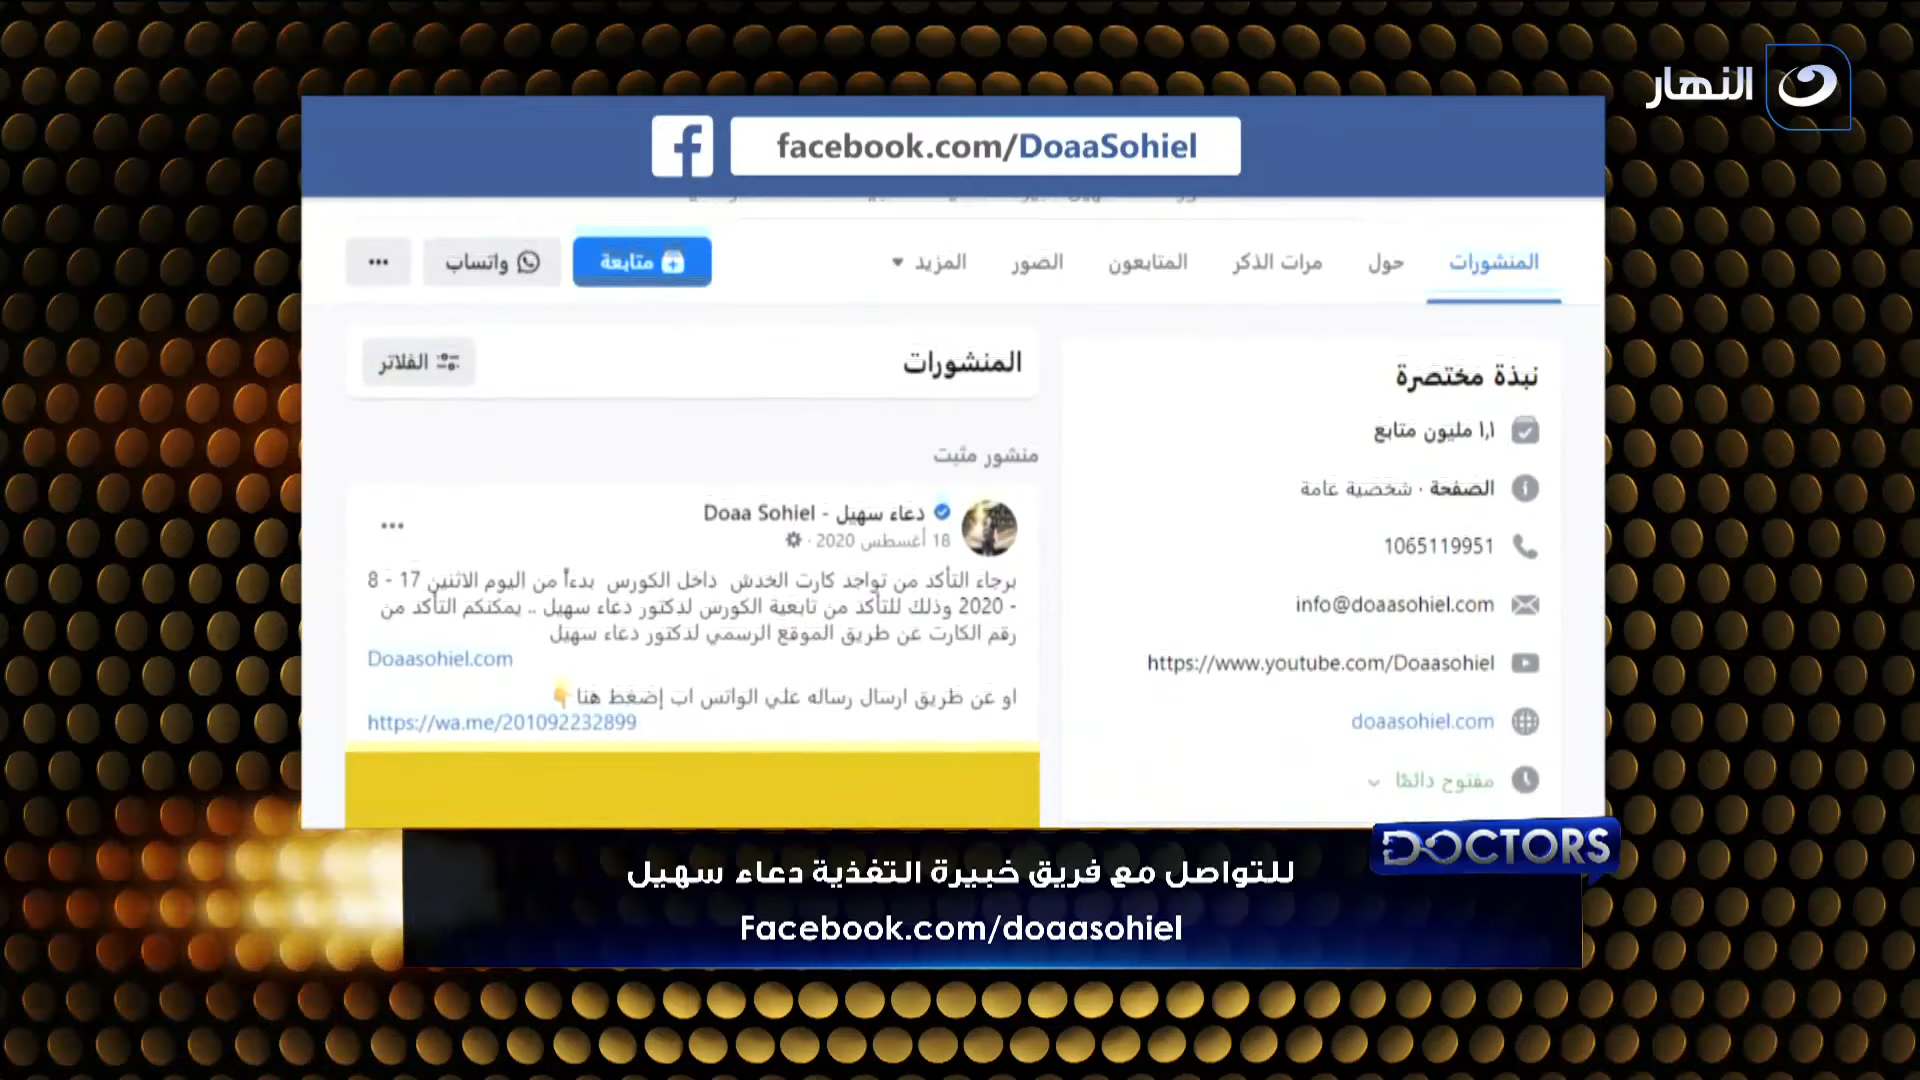 النهار
facebook.com/DoaaSohiel
المنشورات
حول
مرات الذكر
المتابعون
الصور
المزيد
متابعة
واتساب
نبذة مختصرة
١٫١ مليون متابع
الصفحة · شخصية عامة
1065119951
info@doaasohiel.com
https://www.youtube.com/Doaasohiel
doaasohiel.com
مفتوح دائمًا
المنشورات
الفلاتر
منشور مثبت
دعاء سهيل - Doaa Sohiel
18 أغسطس 2020
برجاء التأكد من تواجد كارت الخدش داخل الكورس بدءاً من اليوم الاثنين 17 - 8
- 2020 وذلك للتأكد من تابعية الكورس لدكتور دعاء سهيل .. يمكنكم التأكد من
رقم الكارت عن طريق الموقع الرسمي لدكتور دعاء سهيل
Doaasohiel.com
او عن طريق ارسال رساله علي الواتس اب إضغط هنا👇
https://wa.me/201092232899
DOCTORS
للتواصل مع فريق خبيرة التغذية دعاء سهيل
Facebook.com/doaasohiel